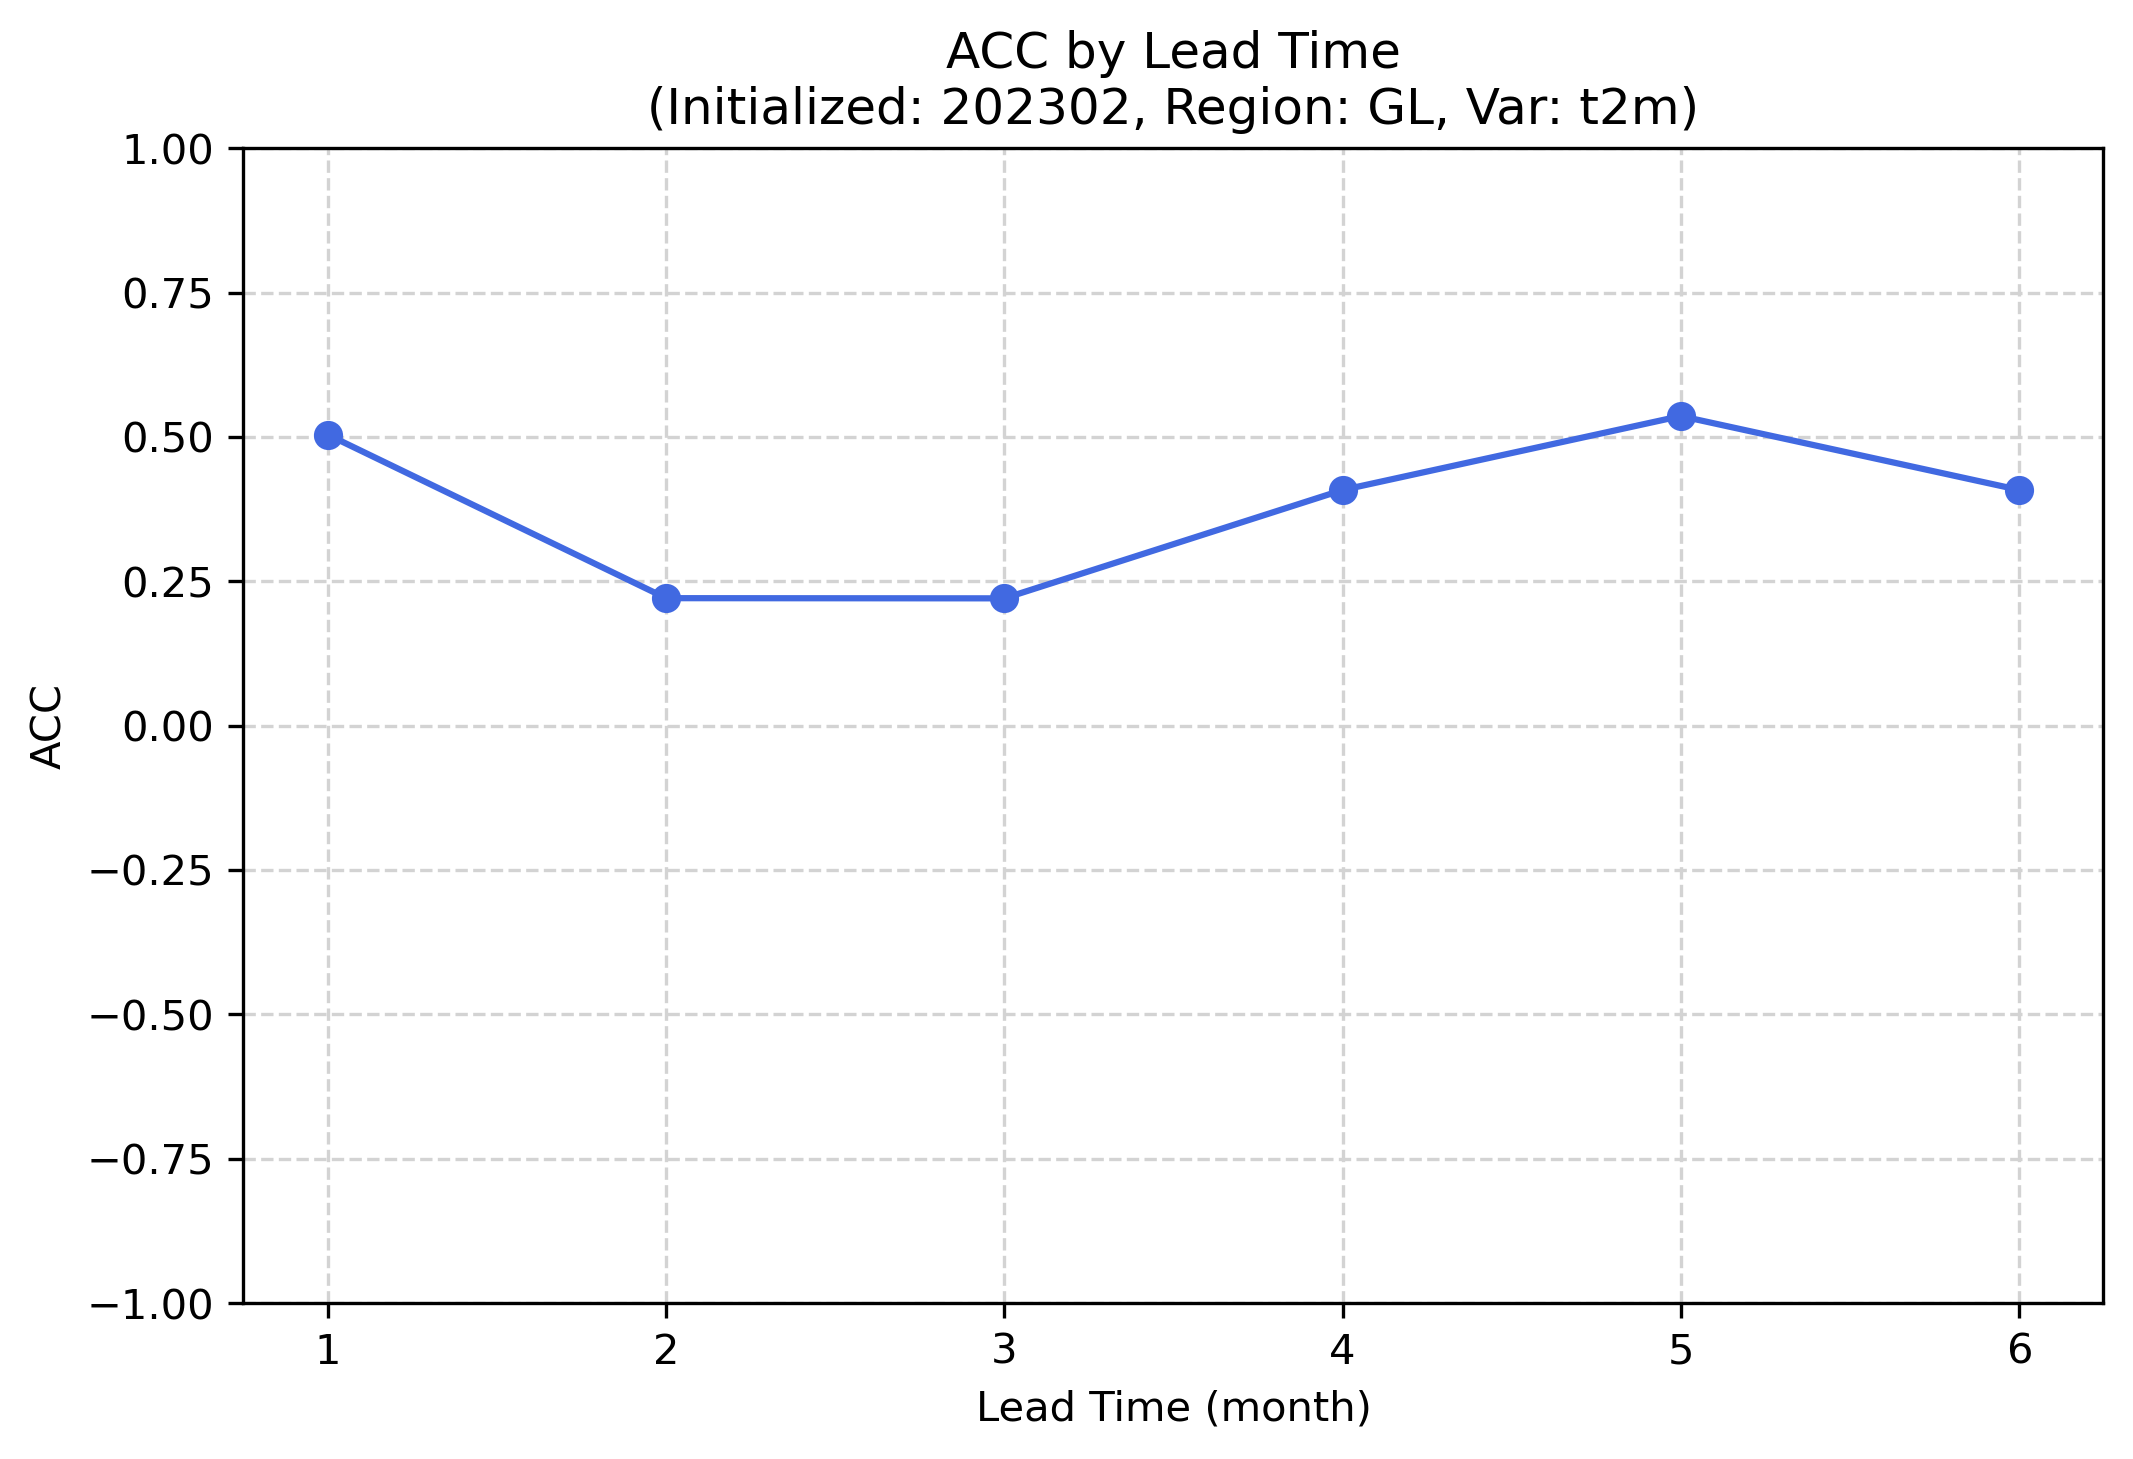 ACC by Lead Time
(Initialized: 202302, Region: GL, Var: t2m)
1.00
0.75
0.50
0.25
0.00
−0.25
−0.50
−0.75
−1.00
ACC
1 2 3 4 5 6
Lead Time (month)